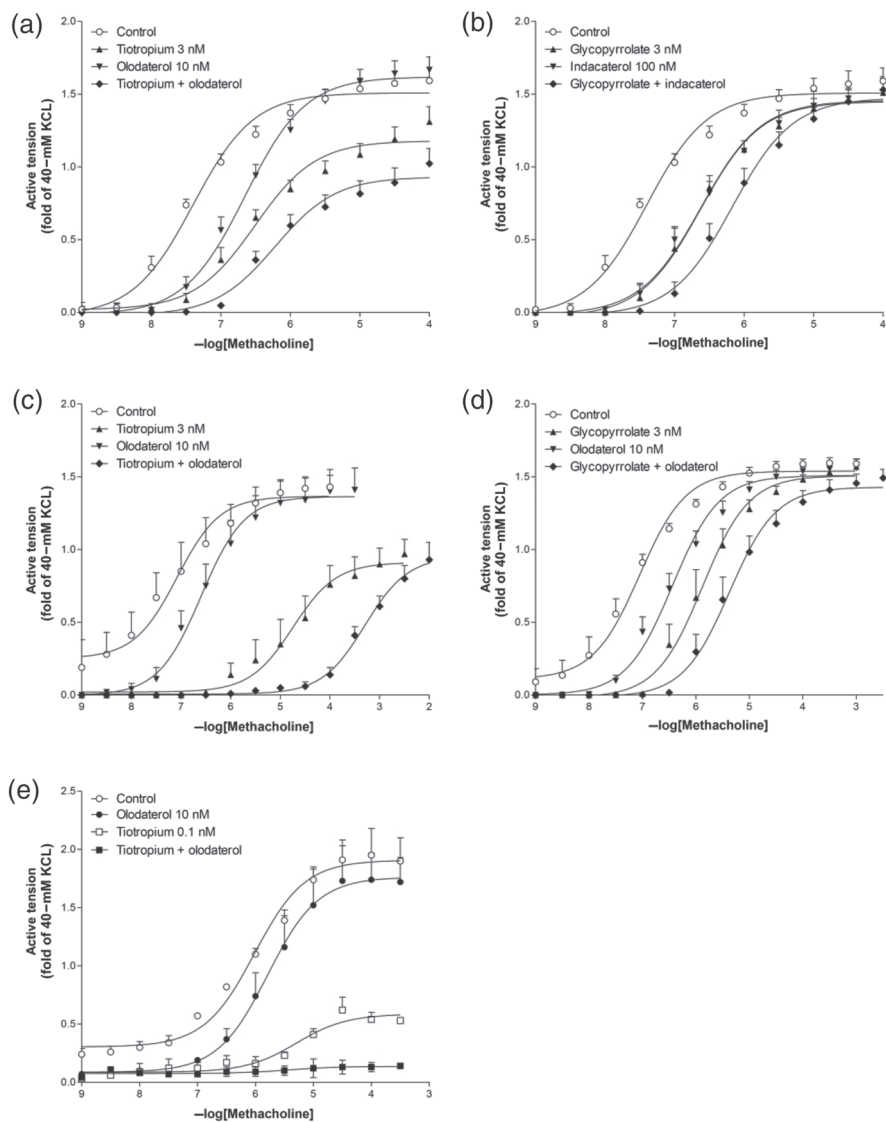 (a)
2.0
1.5
1.0
0.5
0.0
Active tension
(fold of 40−mM KCL)
Control
Tiotropium 3 nM
Olodaterol 10 nM
Tiotropium + olodaterol
9 8 7 6 5 4
−log[Methacholine]
(b)
2.0
1.5
1.0
0.5
0.0
Active tension
(fold of 40−mM KCL)
Control
Glycopyrrolate 3 nM
Indacaterol 100 nM
Glycopyrrolate + indacaterol
9 8 7 6 5 4
−log[Methacholine]
(c)
2.0
1.5
1.0
0.5
0.0
Active tension
(fold of 40−mM KCL)
Control
Tiotropium 3 nM
Olodaterol 10 nM
Tiotropium + olodaterol
9 8 7 6 5 4 3 2
−log[Methacholine]
(d)
2.0
1.5
1.0
0.5
0.0
Active tension
(fold of 40−mM KCL)
Control
Glycopyrrolate 3 nM
Olodaterol 10 nM
Glycopyrrolate + olodaterol
9 8 7 6 5 4 3
−log[Methacholine]
(e)
2.5
2.0
1.5
1.0
0.5
0.0
Active tension
(fold of 40−mM KCL)
Control
Olodaterol 10 nM
Tiotropium 0.1 nM
Tiotropium + olodaterol
9 8 7 6 5 4 3
−log[Methacholine]